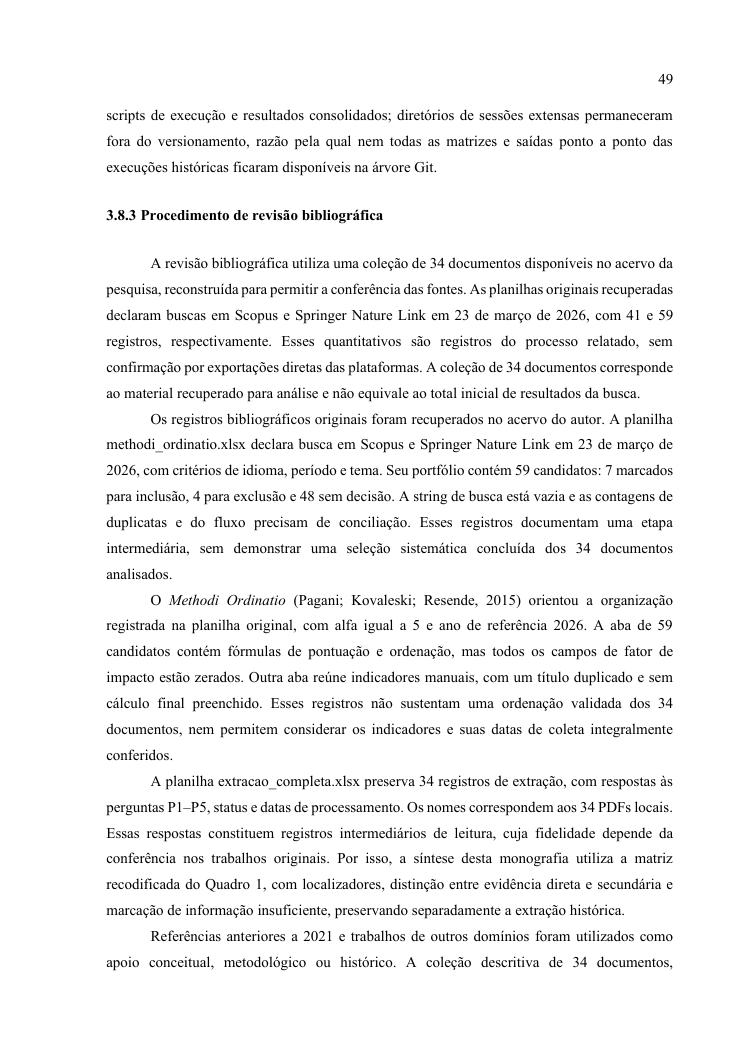 49
scripts de execução e resultados consolidados; diretórios de sessões extensas permaneceram
fora do versionamento, razão pela qual nem todas as matrizes e saídas ponto a ponto das
execuções históricas ficaram disponíveis na árvore Git.
3.8.3 Procedimento de revisão bibliográfica
A revisão bibliográfica utiliza uma coleção de 34 documentos disponíveis no acervo da
pesquisa, reconstruída para permitir a conferência das fontes. As planilhas originais recuperadas
declaram buscas em Scopus e Springer Nature Link em 23 de março de 2026, com 41 e 59
registros, respectivamente. Esses quantitativos são registros do processo relatado, sem
confirmação por exportações diretas das plataformas. A coleção de 34 documentos corresponde
ao material recuperado para análise e não equivale ao total inicial de resultados da busca.
Os registros bibliográficos originais foram recuperados no acervo do autor. A planilha
methodi_ordinatio.xlsx declara busca em Scopus e Springer Nature Link em 23 de março de
2026, com critérios de idioma, período e tema. Seu portfólio contém 59 candidatos: 7 marcados
para inclusão, 4 para exclusão e 48 sem decisão. A string de busca está vazia e as contagens de
duplicatas e do fluxo precisam de conciliação. Esses registros documentam uma etapa
intermediária, sem demonstrar uma seleção sistemática concluída dos 34 documentos
analisados.
O Methodi Ordinatio (Pagani; Kovaleski; Resende, 2015) orientou a organização
registrada na planilha original, com alfa igual a 5 e ano de referência 2026. A aba de 59
candidatos contém fórmulas de pontuação e ordenação, mas todos os campos de fator de
impacto estão zerados. Outra aba reúne indicadores manuais, com um título duplicado e sem
cálculo final preenchido. Esses registros não sustentam uma ordenação validada dos 34
documentos, nem permitem considerar os indicadores e suas datas de coleta integralmente
conferidos.
A planilha extracao_completa.xlsx preserva 34 registros de extração, com respostas às
perguntas P1–P5, status e datas de processamento. Os nomes correspondem aos 34 PDFs locais.
Essas respostas constituem registros intermediários de leitura, cuja fidelidade depende da
conferência nos trabalhos originais. Por isso, a síntese desta monografia utiliza a matriz
recodificada do Quadro 1, com localizadores, distinção entre evidência direta e secundária e
marcação de informação insuficiente, preservando separadamente a extração histórica.
Referências anteriores a 2021 e trabalhos de outros domínios foram utilizados como
apoio conceitual, metodológico ou histórico. A coleção descritiva de 34 documentos,